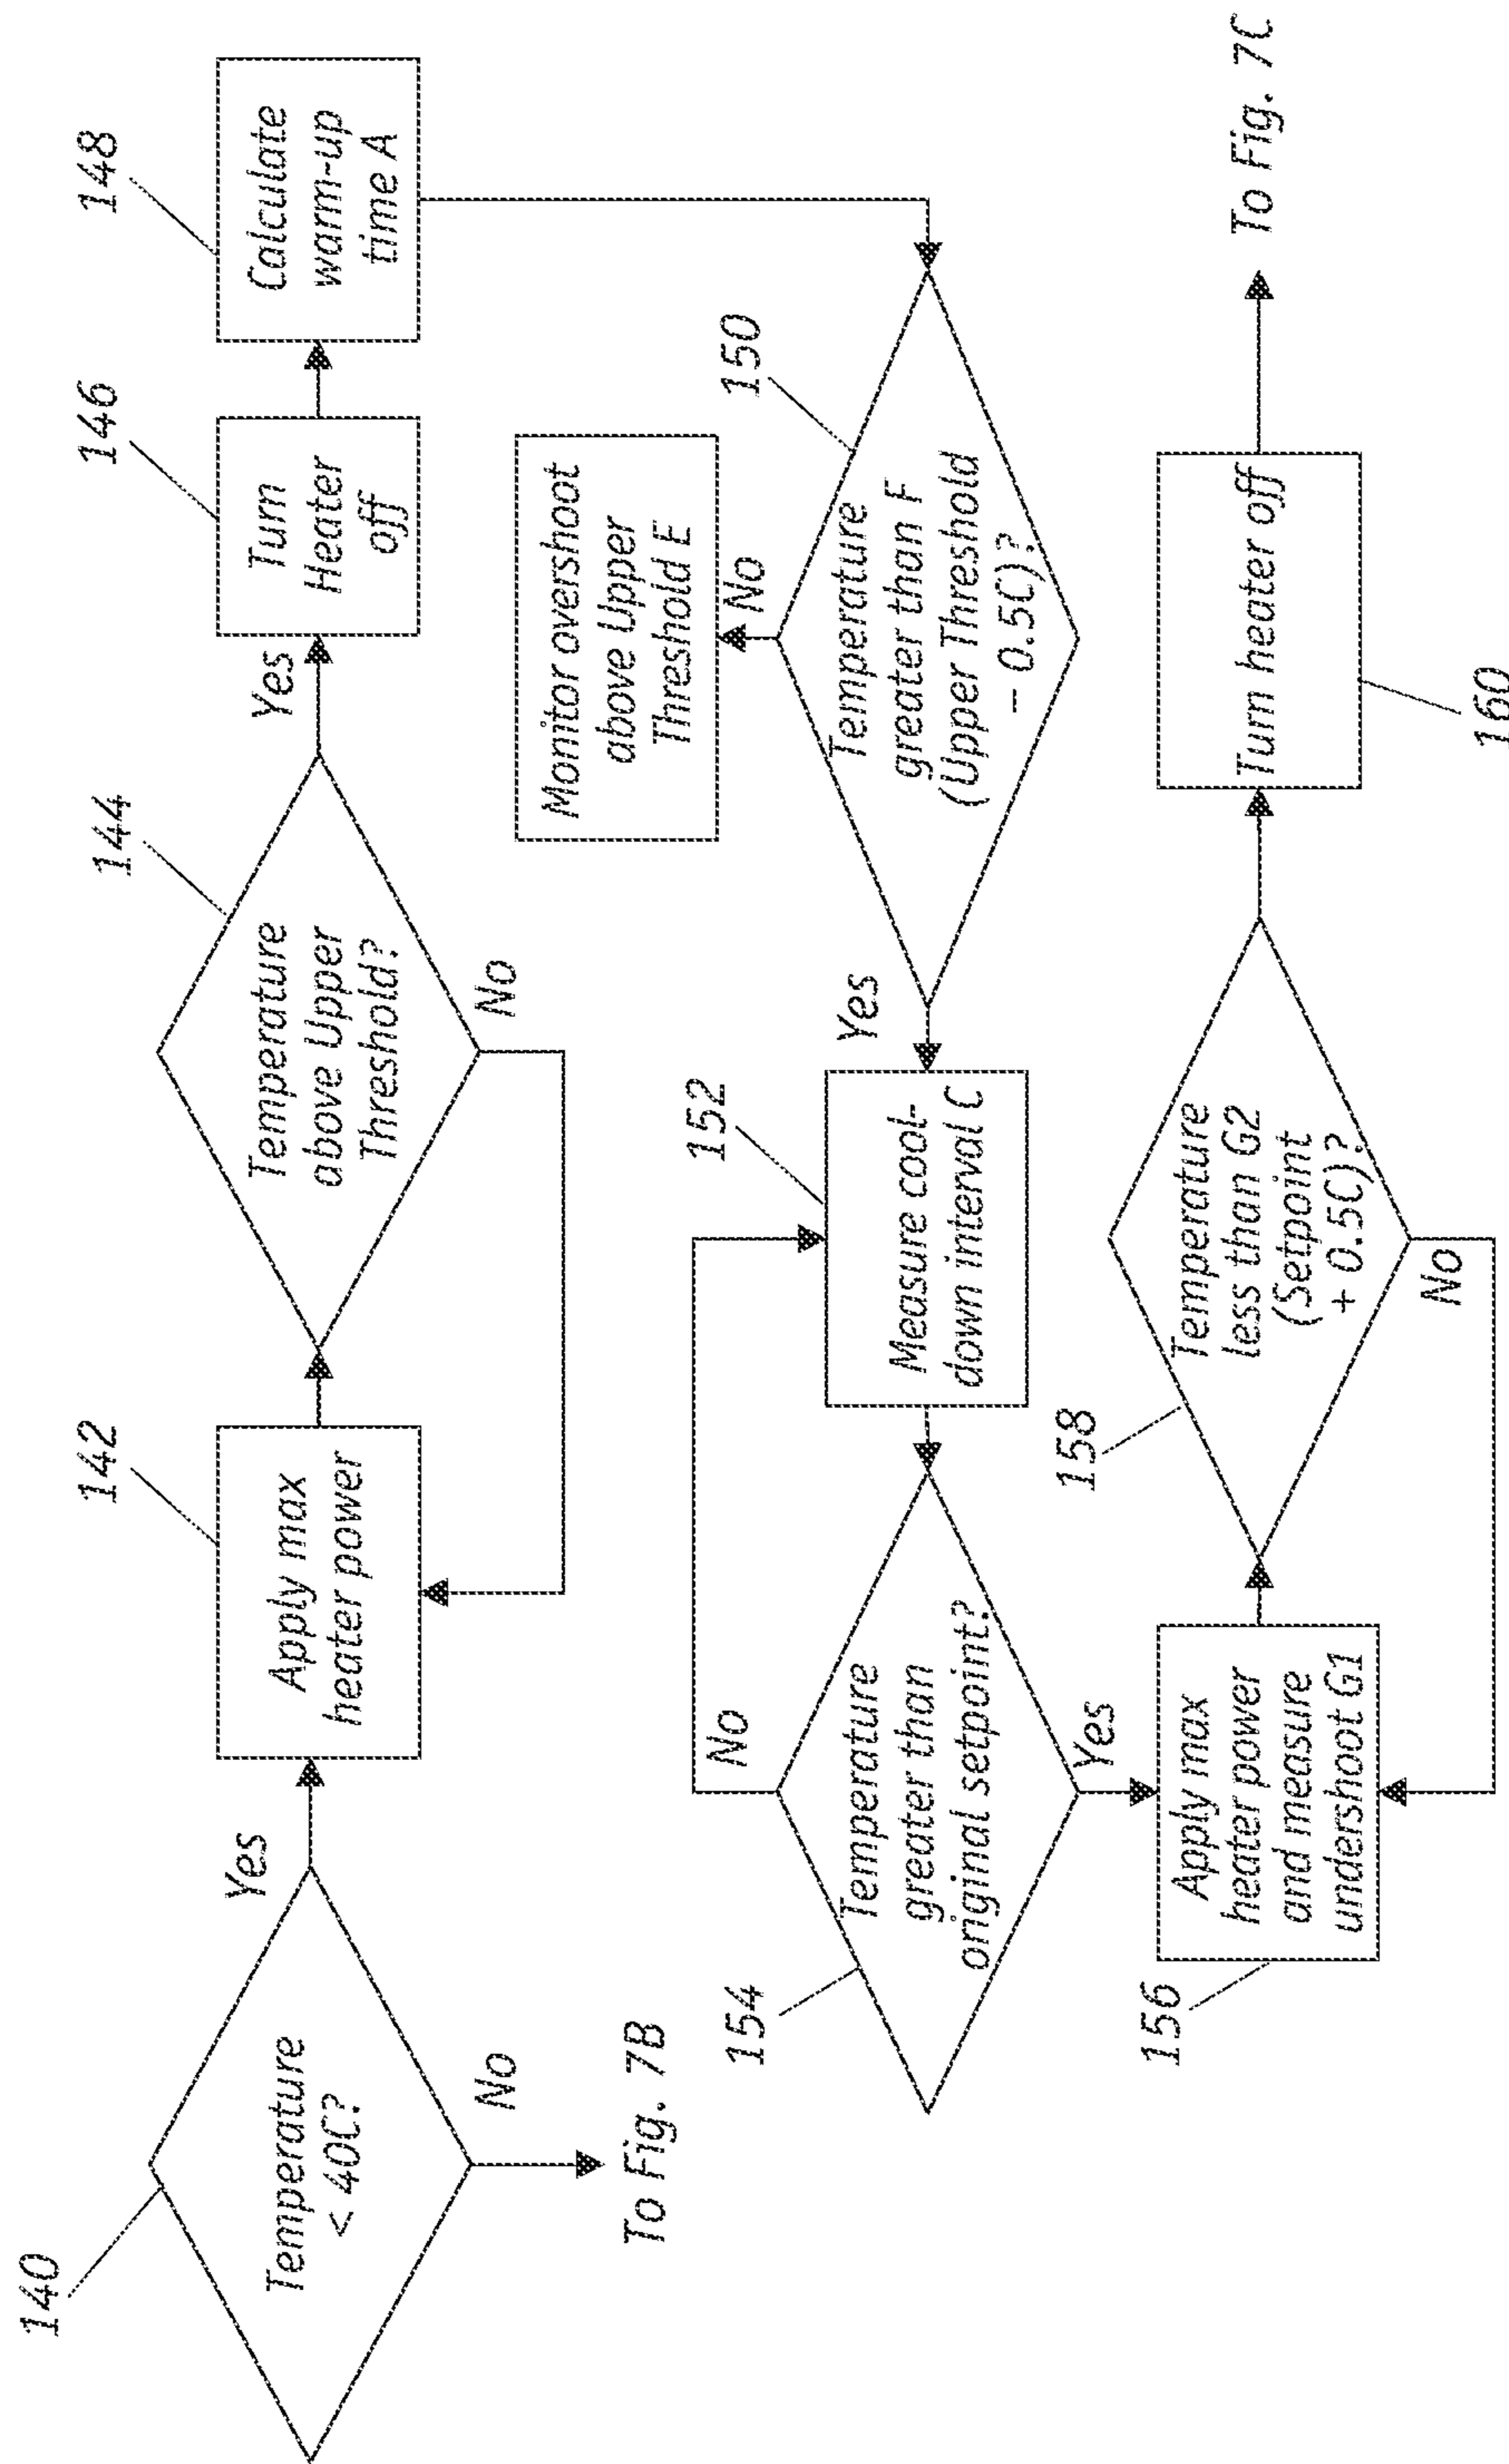 140
Temperature
< 40C?
Yes
No
To Fig. 7B
142
Apply max
heater power
144
Temperature
above Upper
Threshold?
Yes
No
146
Turn
Heater
off
148
Calculate
warm-up
time A
150
Temperature
greater than F
(Upper Threshold
– 0.5C)?
No
Monitor overshoot
above Upper
Threshold E
Yes
152
Measure cool-
down interval C
154
Temperature
greater than
original setpoint?
No
Yes
156
Apply max
heater power
and measure
undershoot G1
158
Temperature
less than G2
(Setpoint
+ 0.5C)?
No
Turn heater off
160
To Fig. 7C